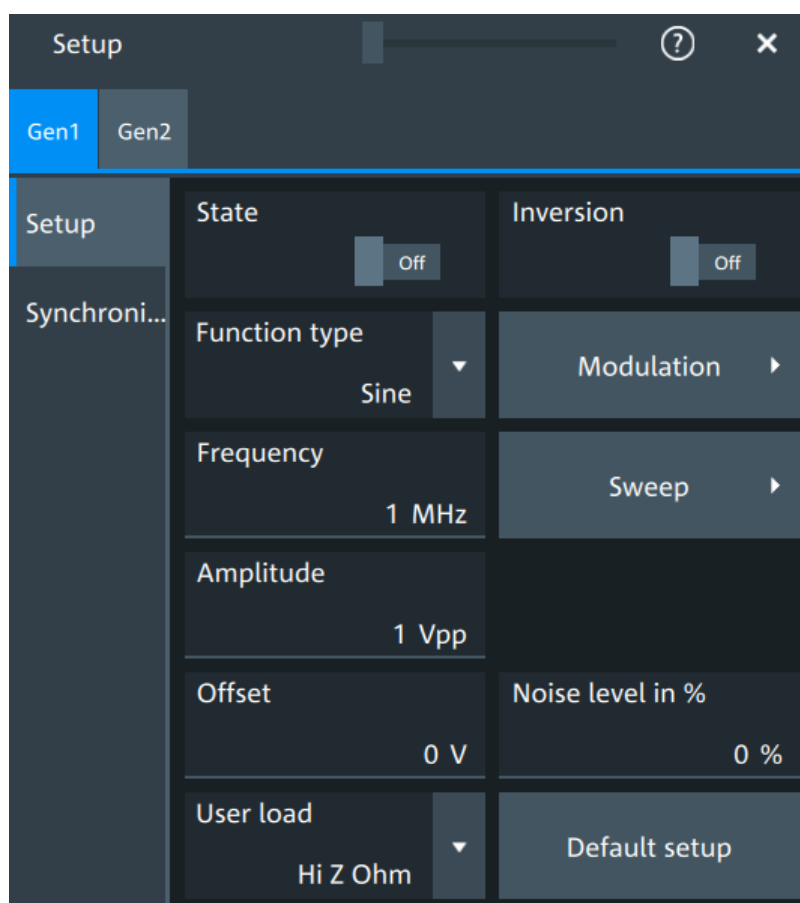 Setup
Gen1 Gen2
Setup
Synchroni...
State
Off
Inversion
Off
Function type
Sine
Modulation
Frequency
1 MHz
Sweep
Amplitude
1 Vpp
Offset
0 V
Noise level in %
0 %
User load
Hi Z Ohm
Default setup